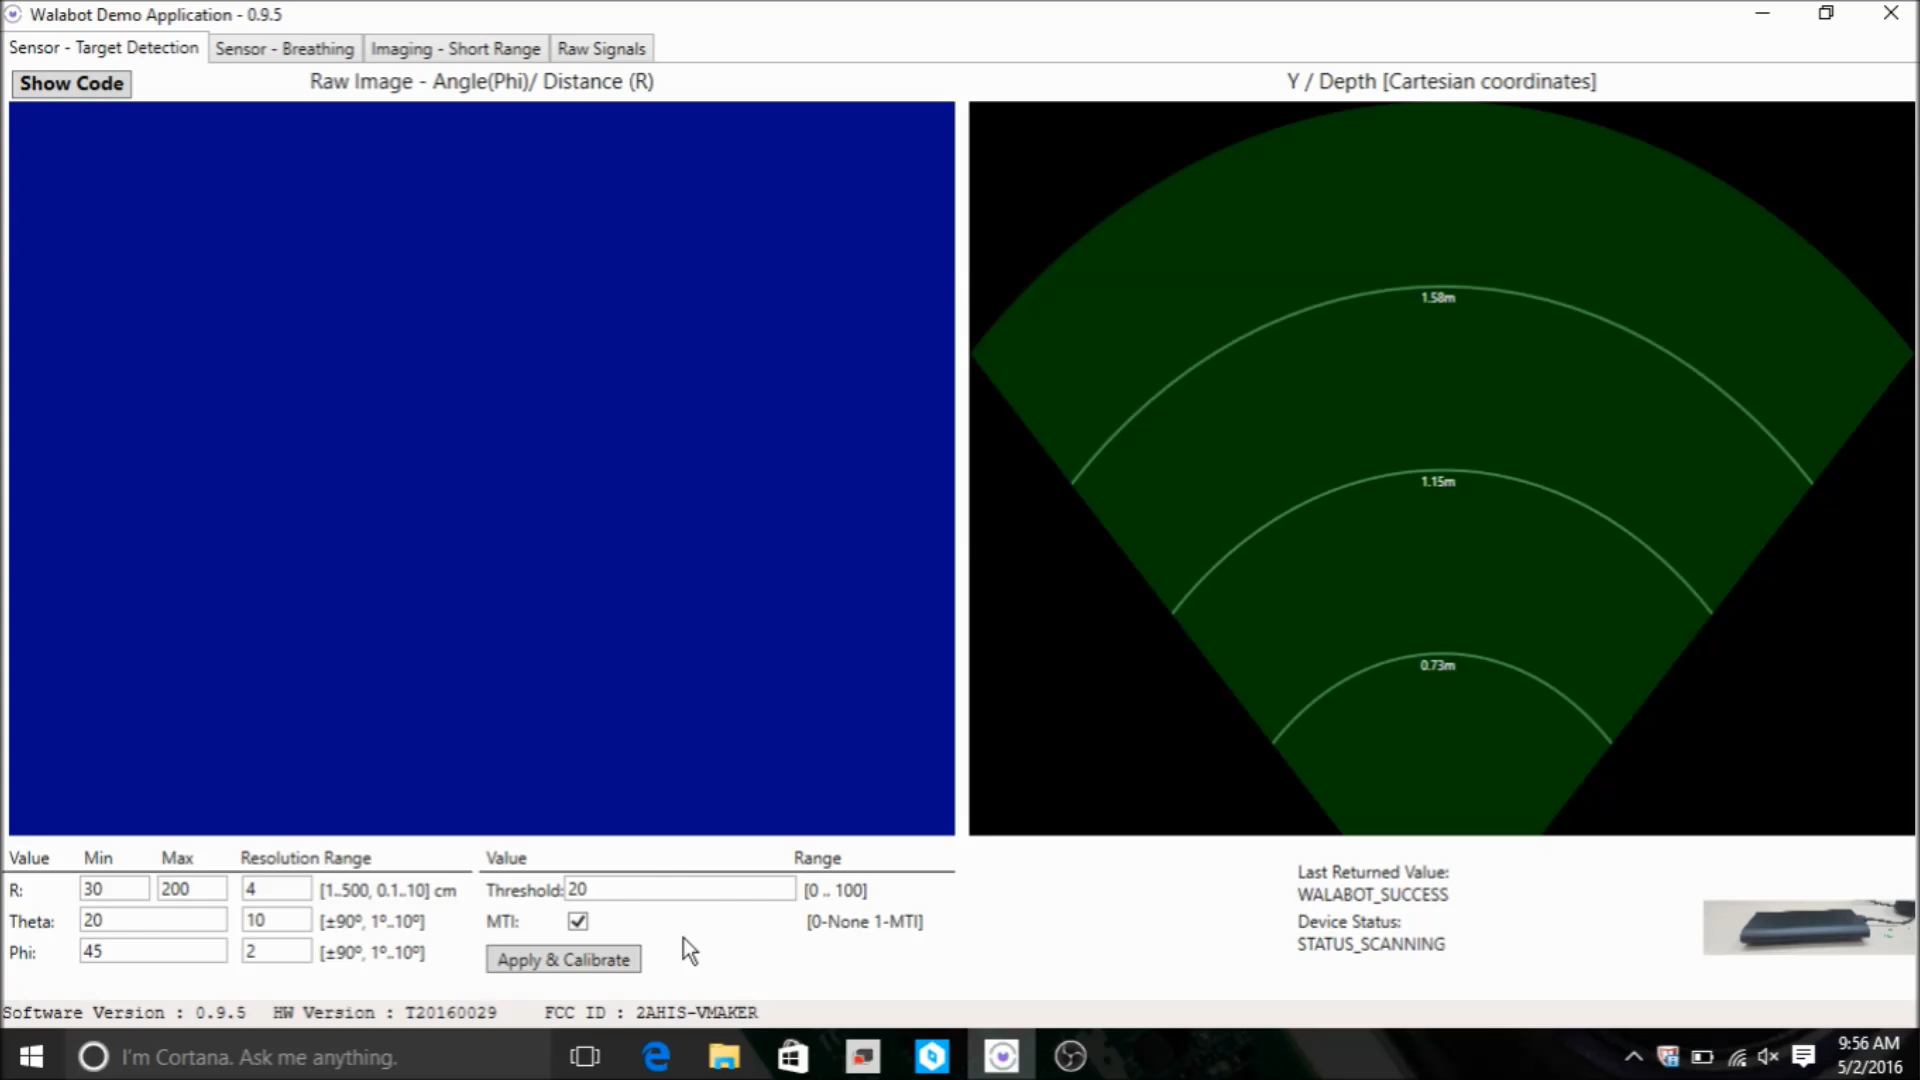 Walabot Demo Application - 0.9.5
Sensor - Target Detection Sensor - Breathing Imaging - Short Range Raw Signals
Show Code Raw Image - Angle(Phi)/ Distance (R) Y / Depth [Cartesian coordinates]
1.58m
1.15m
0.73m
Value Min Max Resolution Range Value Range
R: 30 200 4 [1..500, 0.1..10] cm Threshold: 20 [0 .. 100]
Theta: 20 10 [±90º, 1º..10º] MTI: [0-None 1-MTI]
Phi: 45 2 [±90º, 1º..10º] Apply & Calibrate
Last Returned Value:
WALABOT_SUCCESS
Device Status:
STATUS_SCANNING
Software Version : 0.9.5 HW Version : T20160029 FCC ID : 2AHIS-VMAKER
I'm Cortana. Ask me anything.
9:56 AM
5/2/2016